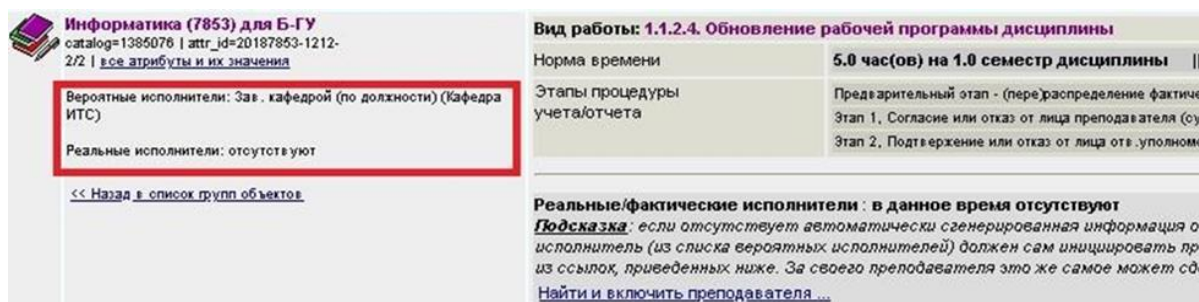 Информатика (7853) для Б-ГУ
catalog=1385076 | attr_id=20187853-1212-
2/2 | все атрибуты и их значения
Вероятные исполнители: Зав. кафедрой (по должности) (Кафедра
ИТС)
Реальные исполнители: отсутствуют
<< Назад в список групп объектов
Вид работы: 1.1.2.4. Обновление рабочей программы дисциплины
Норма времени
5.0 час(ов) на 1.0 семестр дисциплины ||
Этапы процедуры
учета/отчета
Предварительный этап - (пере)распределение фактиче
Этап 1, Согласие или отказ от лица преподавателя (су
Этап 2, Подтвержение или отказ от лица отв.уполном
Реальные/фактические исполнители : в данное время отсутствуют
Подсказка: если отсутствует автоматически сгенерированная информация о
исполнитель (из списка вероятных исполнителей) должен сам инициировать пр
из ссылок, приведенных ниже. За своего преподавателя это же самое может сд
Найти и включить преподавателя ...